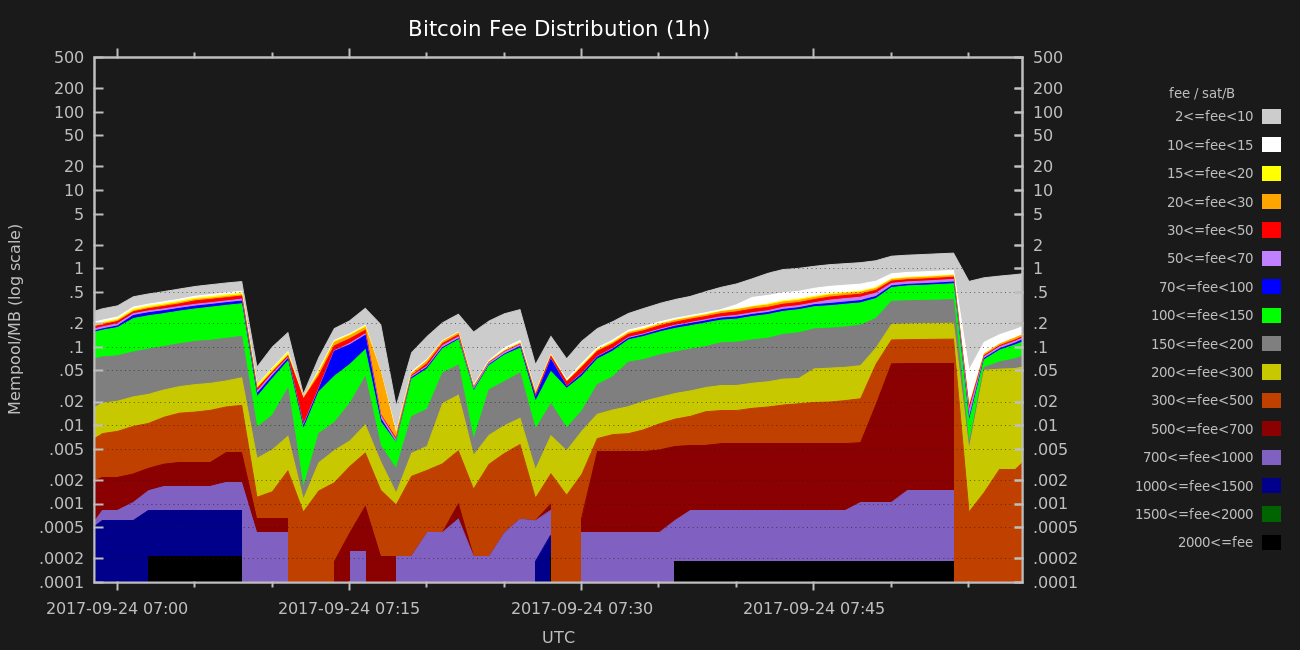 Bitcoin Fee Distribution (1h)
Mempool/MB (log scale)
500
200
100
50
20
10
5
2
1
.5
.2
.1
.05
.02
.01
.005
.002
.001
.0005
.0002
.0001
500
200
100
50
20
10
5
2
1
.5
.2
.1
.05
.02
.01
.005
.002
.001
.0005
.0002
.0001
2017-09-24 07:00
2017-09-24 07:15
2017-09-24 07:30
2017-09-24 07:45
UTC
fee / sat/B
2<=fee<10
10<=fee<15
15<=fee<20
20<=fee<30
30<=fee<50
50<=fee<70
70<=fee<100
100<=fee<150
150<=fee<200
200<=fee<300
300<=fee<500
500<=fee<700
700<=fee<1000
1000<=fee<1500
1500<=fee<2000
2000<=fee